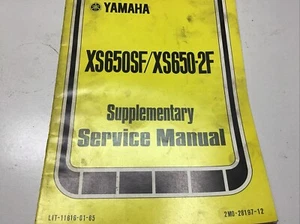 YAMAHA
XS650SF/XS650-2F
Supplementary
Service Manual
LIT-11616-01-65 2M0-28197-12